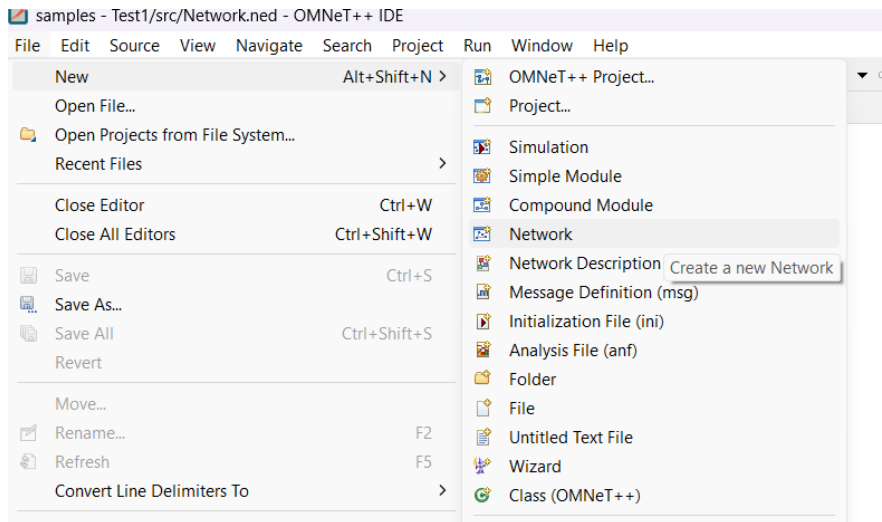 samples - Test1/src/Network.ned - OMNeT++ IDE
File Edit Source View Navigate Search Project Run Window Help
New Alt+Shift+N >
Open File...
Open Projects from File System...
Recent Files >
Close Editor Ctrl+W
Close All Editors Ctrl+Shift+W
Save Ctrl+S
Save As...
Save All Ctrl+Shift+S
Revert
Move...
Rename... F2
Refresh F5
Convert Line Delimiters To >
OMNeT++ Project...
Project...
Simulation
Simple Module
Compound Module
Network
Network Description
Create a new Network
Message Definition (msg)
Initialization File (ini)
Analysis File (anf)
Folder
File
Untitled Text File
Wizard
Class (OMNeT++)